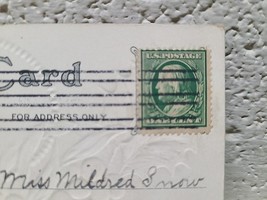 Card
U.S. POSTAGE
ONE CENT
FOR ADDRESS ONLY
Miss Mildred Snow